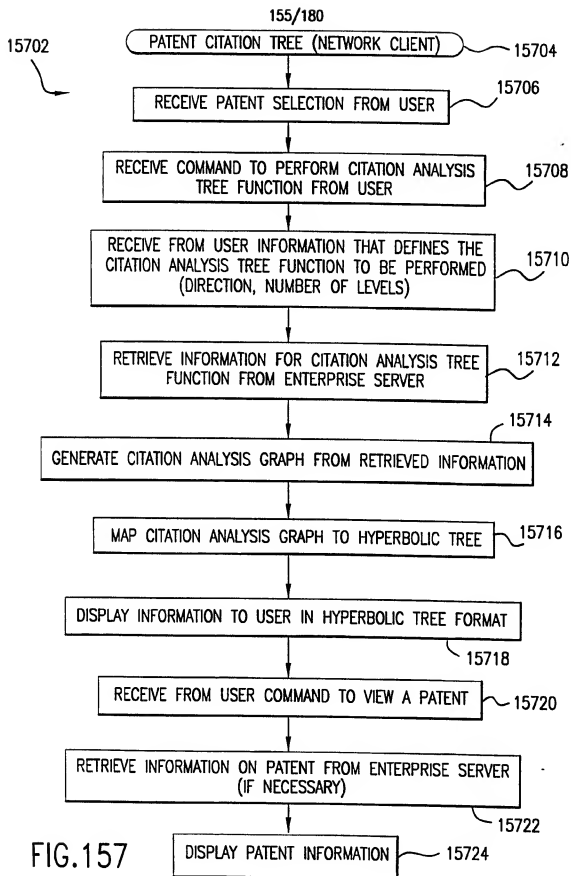 155/180
15702
PATENT CITATION TREE (NETWORK CLIENT)
15704
RECEIVE PATENT SELECTION FROM USER
15706
RECEIVE COMMAND TO PERFORM CITATION ANALYSIS
TREE FUNCTION FROM USER
15708
RECEIVE FROM USER INFORMATION THAT DEFINES THE
CITATION ANALYSIS TREE FUNCTION TO BE PERFORMED
(DIRECTION, NUMBER OF LEVELS)
15710
RETRIEVE INFORMATION FOR CITATION ANALYSIS TREE
FUNCTION FROM ENTERPRISE SERVER
15712
15714
GENERATE CITATION ANALYSIS GRAPH FROM RETRIEVED INFORMATION
MAP CITATION ANALYSIS GRAPH TO HYPERBOLIC TREE
15716
DISPLAY INFORMATION TO USER IN HYPERBOLIC TREE FORMAT
15718
RECEIVE FROM USER COMMAND TO VIEW A PATENT
15720
RETRIEVE INFORMATION ON PATENT FROM ENTERPRISE SERVER
(IF NECESSARY)
15722
DISPLAY PATENT INFORMATION
15724
FIG.157